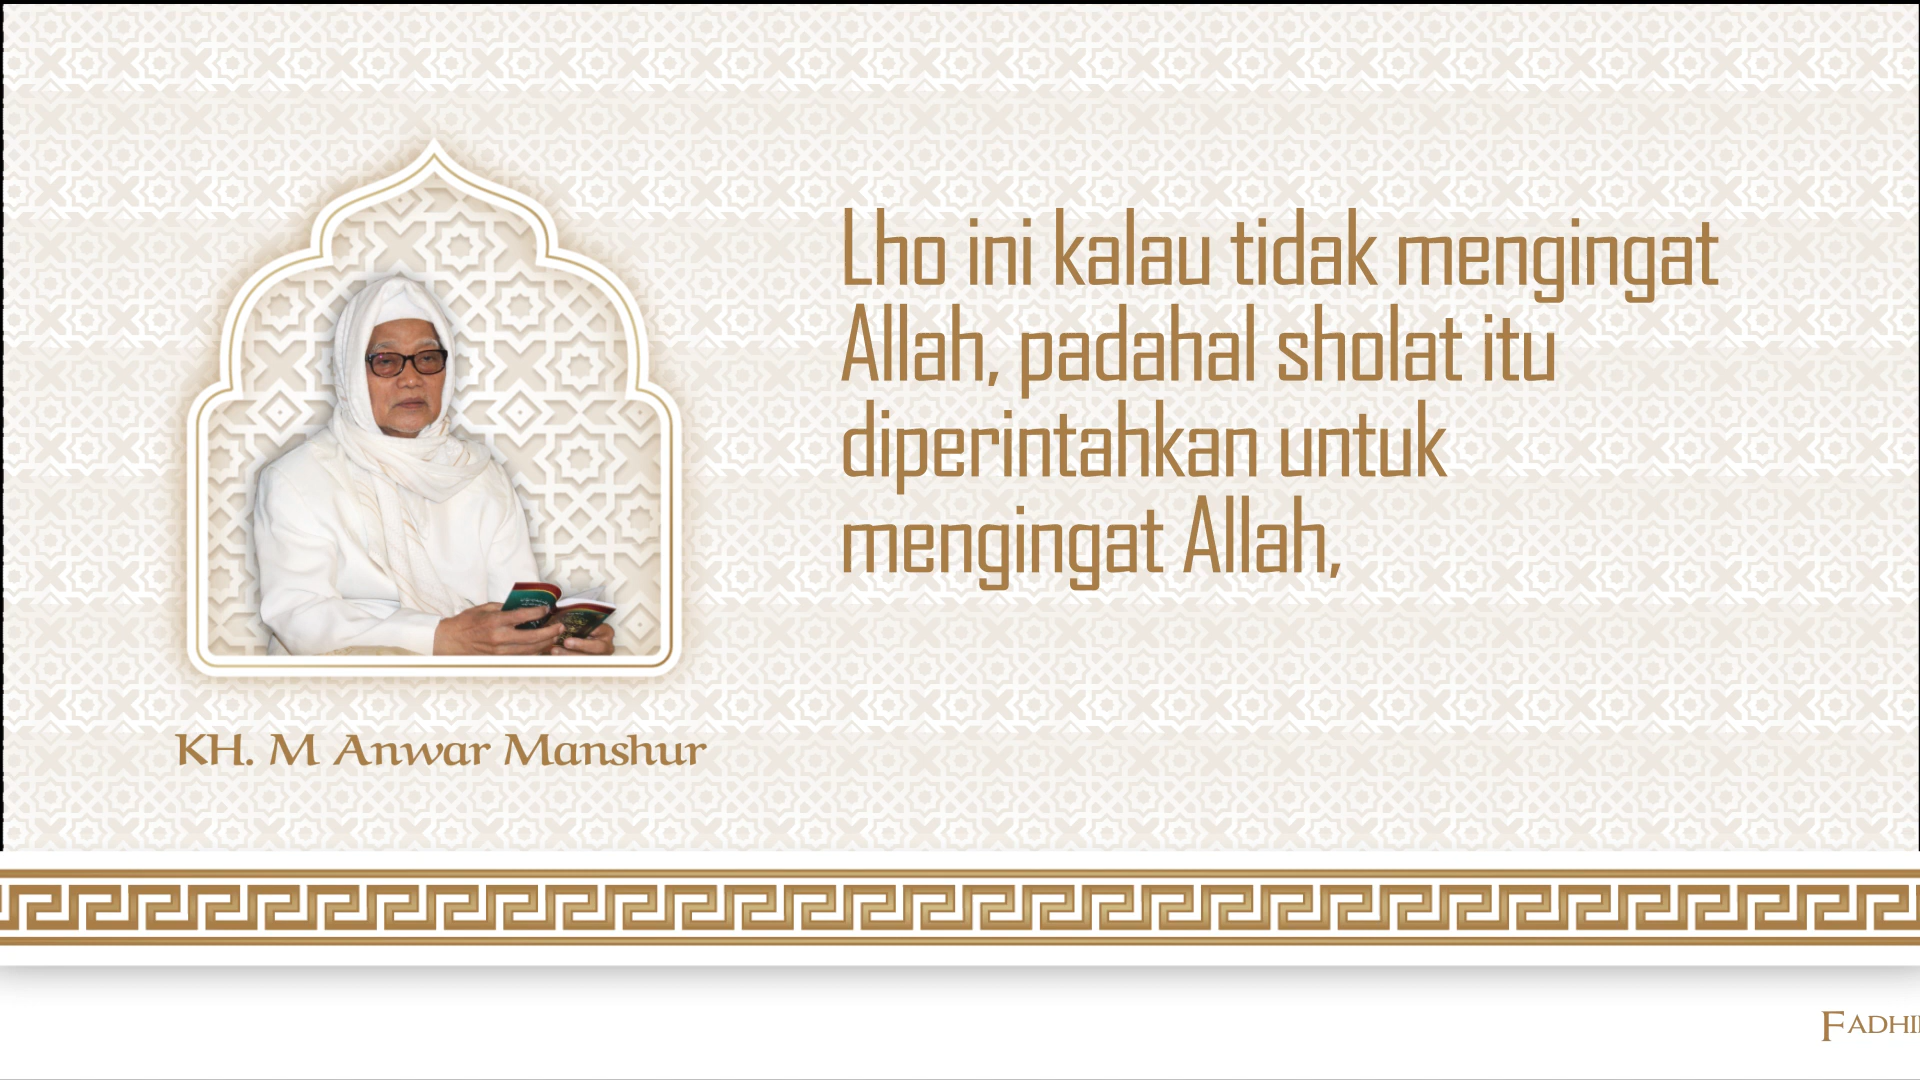 Lho ini kalau tidak mengingat
Allah, padahal sholat itu
diperintahkan untuk
mengingat Allah,
KH. M Anwar Manshur